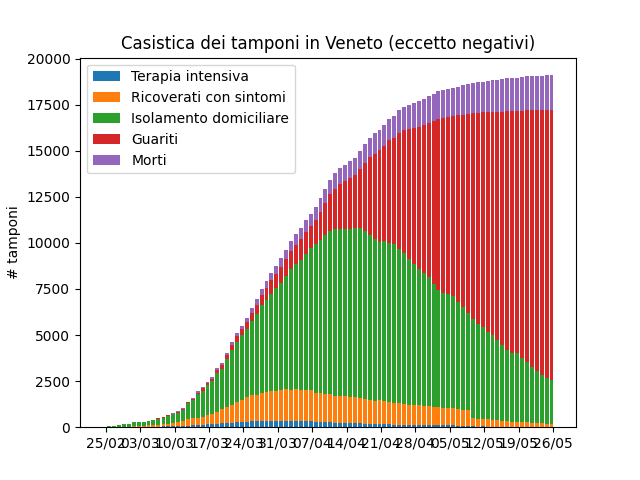 Casistica dei tamponi in Veneto (eccetto negativi)
Terapia intensiva
Ricoverati con sintomi
Isolamento domiciliare
Guariti
Morti
# tamponi
20000
17500
15000
12500
10000
7500
5000
2500
0
25/02 03/03 10/03 17/03 24/03 31/03 07/04 14/04 21/04 28/04 05/05 12/05 19/05 26/05